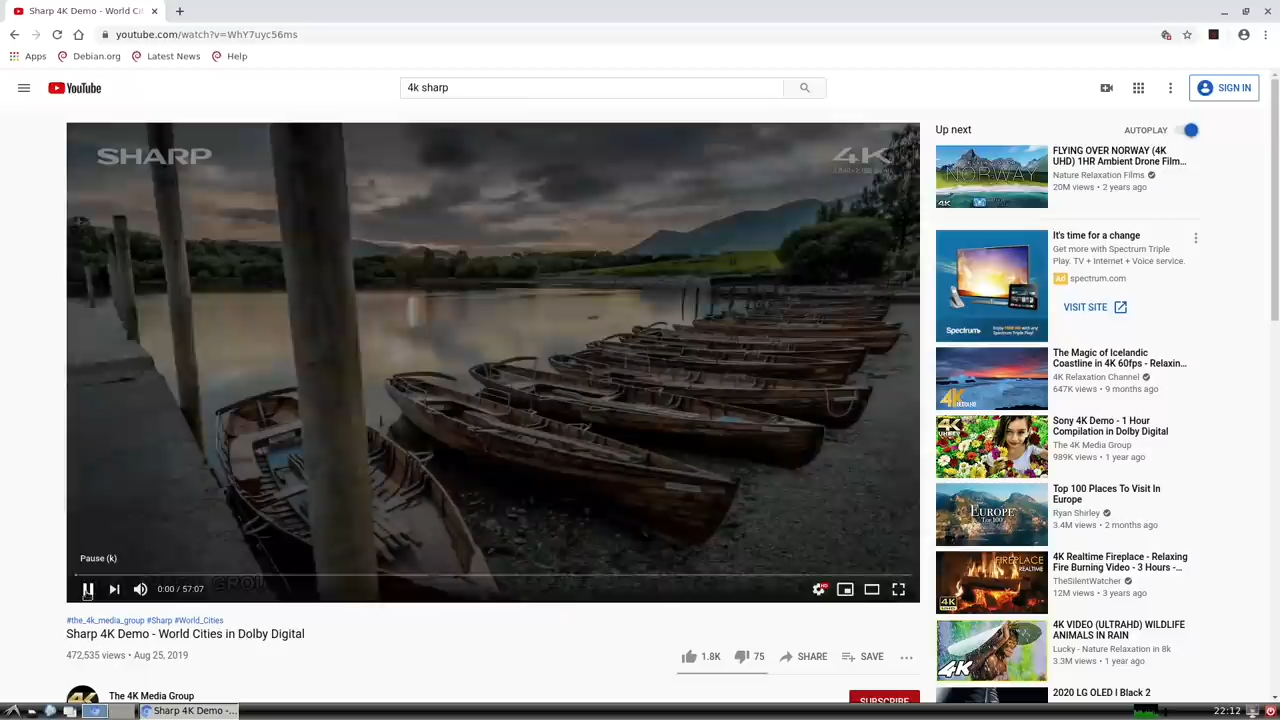 Sharp 4K Demo - World Cit
youtube.com/watch?v=WhY7uyc56ms
Apps
Debian.org
Latest News
Help
YouTube
4k sharp
SIGN IN
SHARP
4K
Pause (k)
0:00 / 57:07
HD
#the_4k_media_group #Sharp #World_Cities
Sharp 4K Demo - World Cities in Dolby Digital
472,535 views • Aug 25, 2019
1.8K
75
SHARE
SAVE
The 4K Media Group
SUBSCRIBE
Up next
AUTOPLAY
NORWAY
4K
FLYING OVER NORWAY (4K
UHD) 1HR Ambient Drone Film...
Nature Relaxation Films
20M views • 2 years ago
Spectrum
It's time for a change
Get more with Spectrum Triple
Play. TV + Internet + Voice service.
Ad spectrum.com
VISIT SITE
4K
The Magic of Icelandic
Coastline in 4K 60fps - Relaxin...
4K Relaxation Channel
647K views • 9 months ago
4K
Sony 4K Demo - 1 Hour
Compilation in Dolby Digital
The 4K Media Group
989K views • 1 year ago
EUROPE
Top 100
Top 100 Places To Visit In
Europe
Ryan Shirley
3.4M views • 2 months ago
FIREPLACE
REALTIME
4K
4K Realtime Fireplace - Relaxing
Fire Burning Video - 3 Hours -...
TheSilentWatcher
12M views • 3 years ago
4K
4K VIDEO (ULTRAHD) WILDLIFE
ANIMALS IN RAIN
Lucky - Nature Relaxation in 8k
3.3M views • 1 year ago
2020 LG OLED l Black 2
Sharp 4K Demo -...
22:12